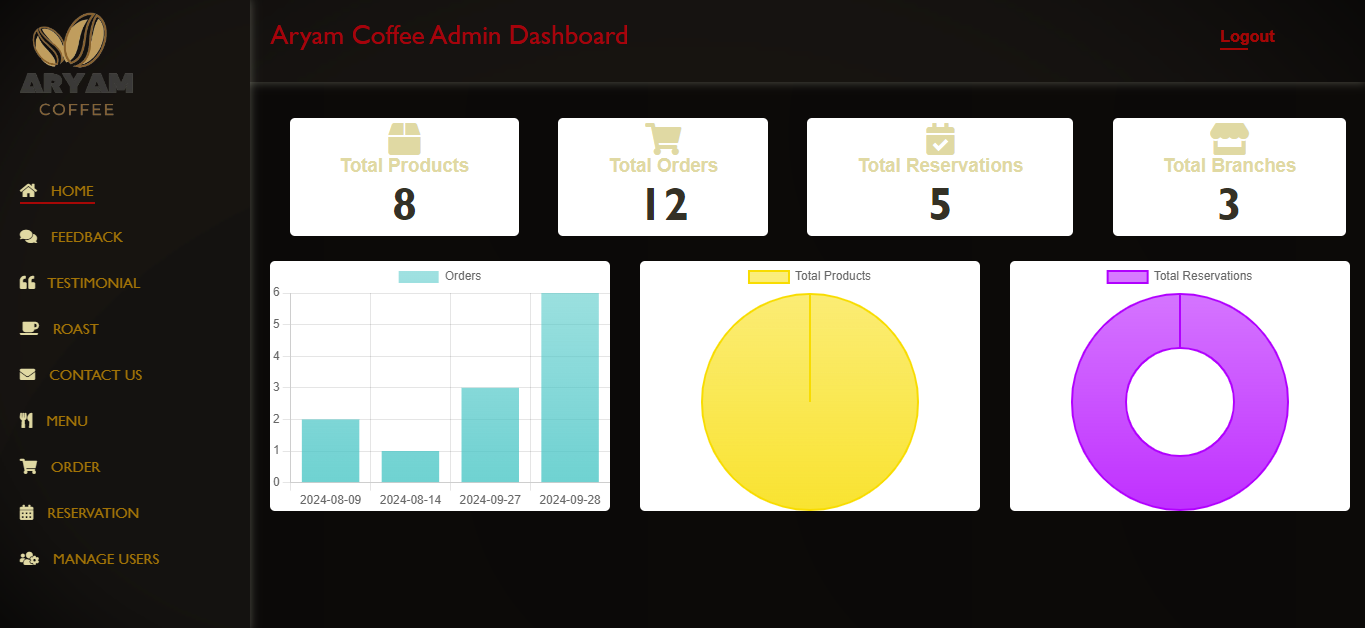 ARYAM
COFFEE
HOME
FEEDBACK
TESTIMONIAL
ROAST
CONTACT US
MENU
ORDER
RESERVATION
MANAGE USERS
Aryam Coffee Admin Dashboard
Logout
Total Products
8
Total Orders
12
Total Reservations
5
Total Branches
3
Orders
6
5
4
3
2
1
0
2024-08-09 2024-08-14 2024-09-27 2024-09-28
Total Products
Total Reservations